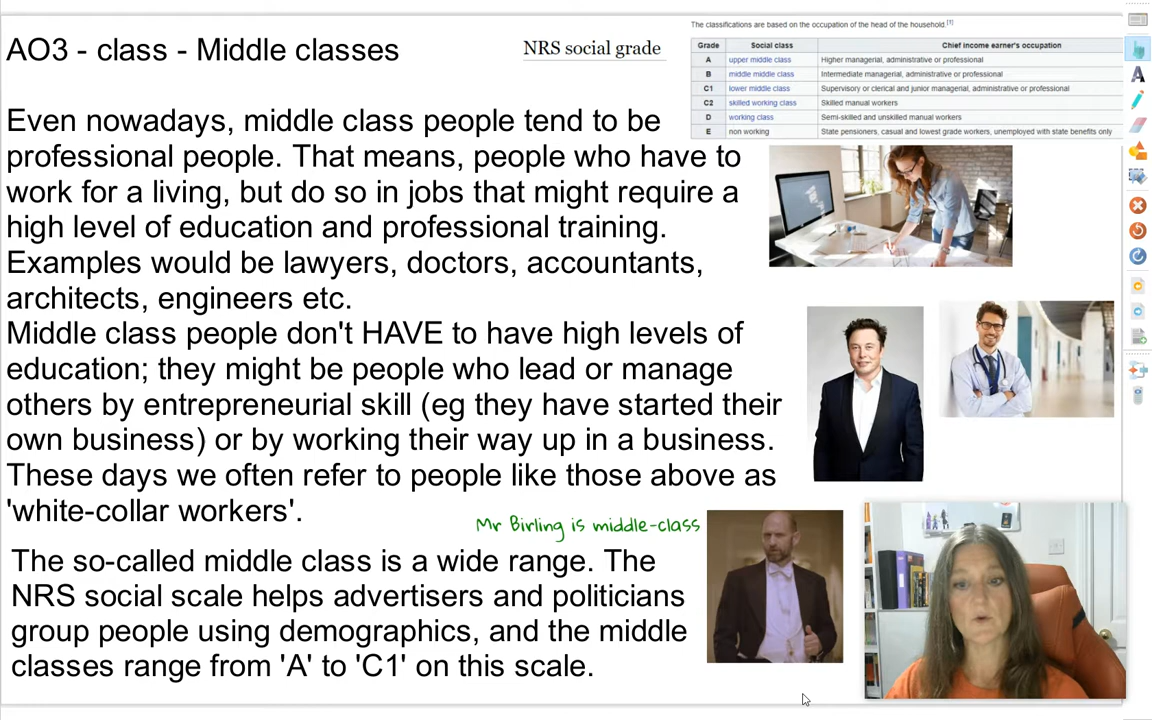 AO3 - class - Middle classes
NRS social grade
The classifications are based on the occupation of the head of the household.[1]
Grade Social class Chief income earner's occupation
A upper middle class Higher managerial, administrative or professional
B middle middle class Intermediate managerial, administrative or professional
C1 lower middle class Supervisory or clerical and junior managerial, administrative or professional
C2 skilled working class Skilled manual workers
D working class Semi-skilled and unskilled manual workers
E non working State pensioners, casual and lowest grade workers, unemployed with state benefits only
Even nowadays, middle class people tend to be
professional people. That means, people who have to
work for a living, but do so in jobs that might require a
high level of education and professional training.
Examples would be lawyers, doctors, accountants,
architects, engineers etc.
Middle class people don't HAVE to have high levels of
education; they might be people who lead or manage
others by entrepreneurial skill (eg they have started their
own business) or by working their way up in a business.
These days we often refer to people like those above as
'white-collar workers'.
Mr Birling is middle-class
The so-called middle class is a wide range. The
NRS social scale helps advertisers and politicians
group people using demographics, and the middle
classes range from 'A' to 'C1' on this scale.